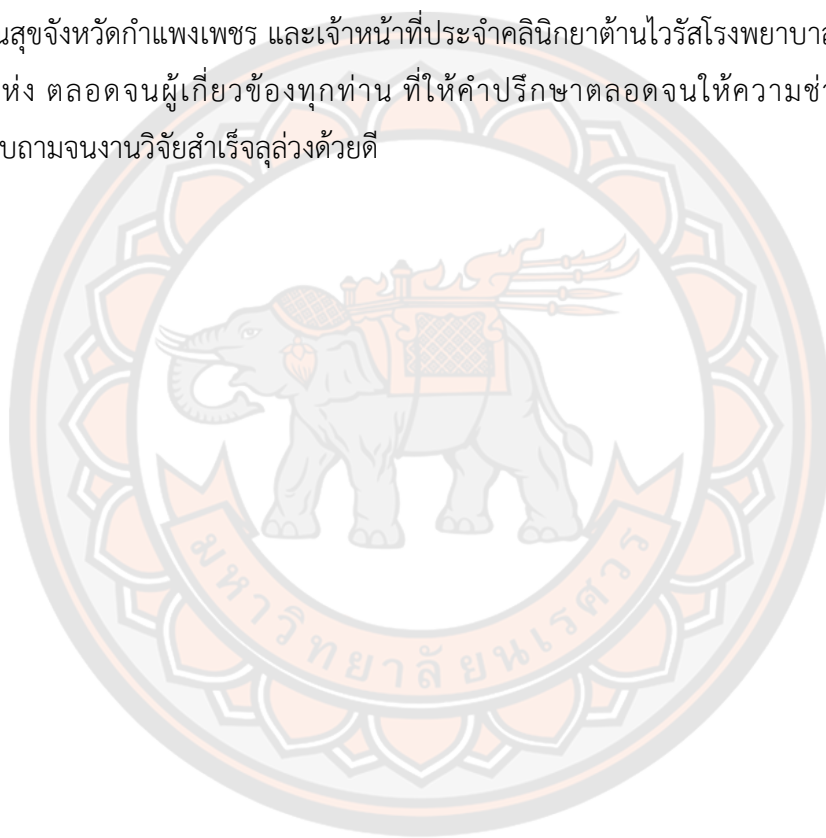 นสุขจังหวัดกำแพงเพชร และเจ้าหน้าที่ประจำคลินิกยาต้านไวรัสโรงพยาบาล
ห่ง ตลอดจนผู้เกี่ยวข้องทุกท่าน ที่ให้คำปรึกษาตลอดจนให้ความช่
บถามจนงานวิจัยสำเร็จลุล่วงด้วยดี
มหาวิทยาลัยนเรศวร